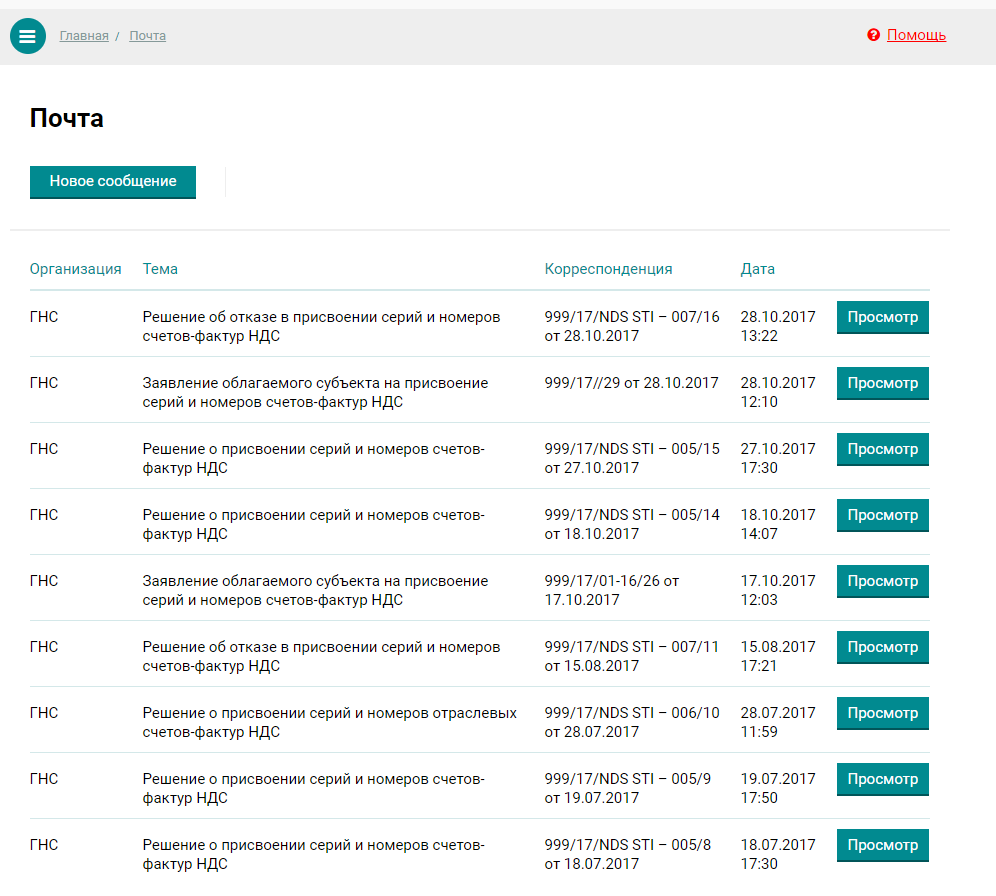 Главная / Почта
Помощь
Почта
Новое сообщение
Организация Тема Корреспонденция Дата
ГНС Решение об отказе в присвоении серий и номеров 999/17/NDS STI – 007/16 28.10.2017 Просмотр
счетов-фактур НДС от 28.10.2017 13:22
ГНС Заявление облагаемого субъекта на присвоение 999/17//29 от 28.10.2017 28.10.2017 Просмотр
серий и номеров счетов-фактур НДС 12:10
ГНС Решение о присвоении серий и номеров счетов- 999/17/NDS STI – 005/15 27.10.2017 Просмотр
фактур НДС от 27.10.2017 17:30
ГНС Решение о присвоении серий и номеров счетов- 999/17/NDS STI – 005/14 18.10.2017 Просмотр
фактур НДС от 18.10.2017 14:07
ГНС Заявление облагаемого субъекта на присвоение 999/17/01-16/26 от 17.10.2017 Просмотр
серий и номеров счетов-фактур НДС 17.10.2017 12:03
ГНС Решение об отказе в присвоении серий и номеров 999/17/NDS STI – 007/11 15.08.2017 Просмотр
счетов-фактур НДС от 15.08.2017 17:21
ГНС Решение о присвоении серий и номеров отраслевых 999/17/NDS STI – 006/10 28.07.2017 Просмотр
счетов-фактур НДС от 28.07.2017 11:59
ГНС Решение о присвоении серий и номеров счетов- 999/17/NDS STI – 005/9 19.07.2017 Просмотр
фактур НДС от 19.07.2017 17:50
ГНС Решение о присвоении серий и номеров счетов- 999/17/NDS STI – 005/8 18.07.2017 Просмотр
фактур НДС от 18.07.2017 17:30